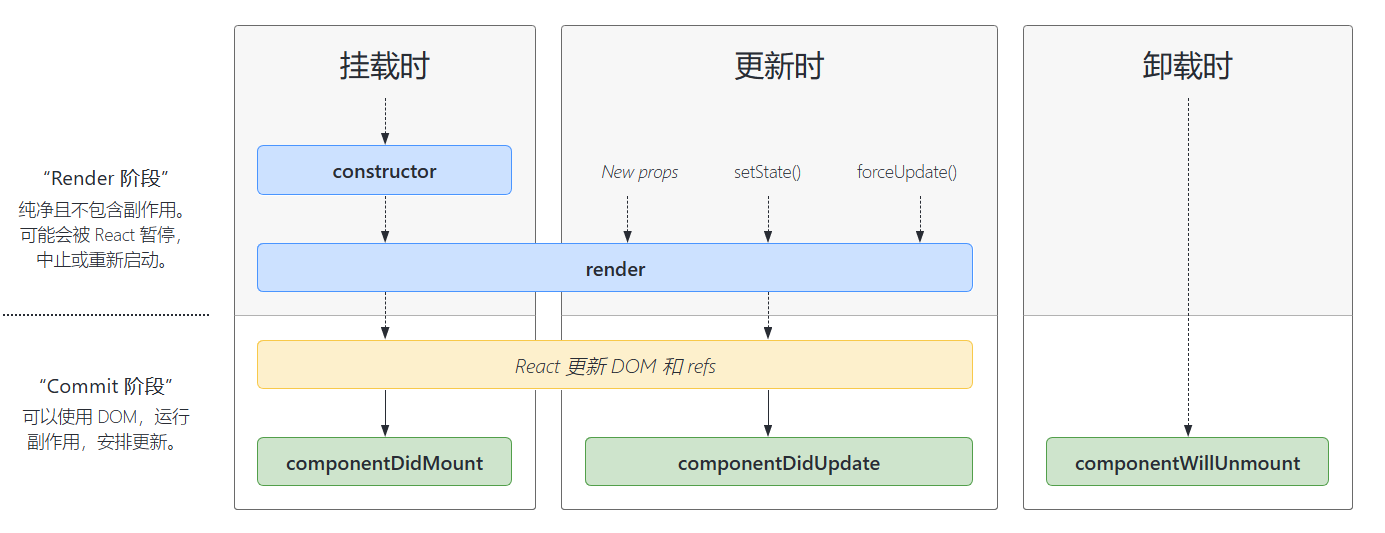 挂载时
更新时
卸载时
“Render 阶段”
纯净且不包含副作用。
可能会被 React 暂停，
中止或重新启动。
constructor
New props
setState()
forceUpdate()
render
“Commit 阶段”
可以使用 DOM，运行
副作用，安排更新。
React 更新 DOM 和 refs
componentDidMount
componentDidUpdate
componentWillUnmount